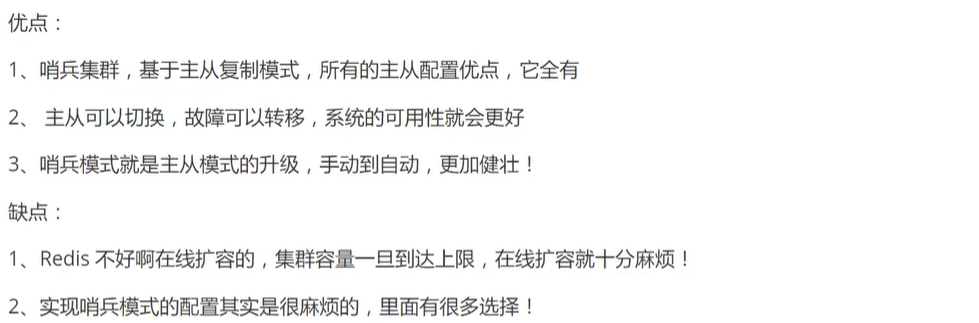 优点：
1、哨兵集群，基于主从复制模式，所有的主从配置优点，它全有
2、 主从可以切换，故障可以转移，系统的可用性就会更好
3、哨兵模式就是主从模式的升级，手动到自动，更加健壮！
缺点：
1、Redis 不好啊在线扩容的，集群容量一旦到达上限，在线扩容就十分麻烦！
2、实现哨兵模式的配置其实是很麻烦的，里面有很多选择！